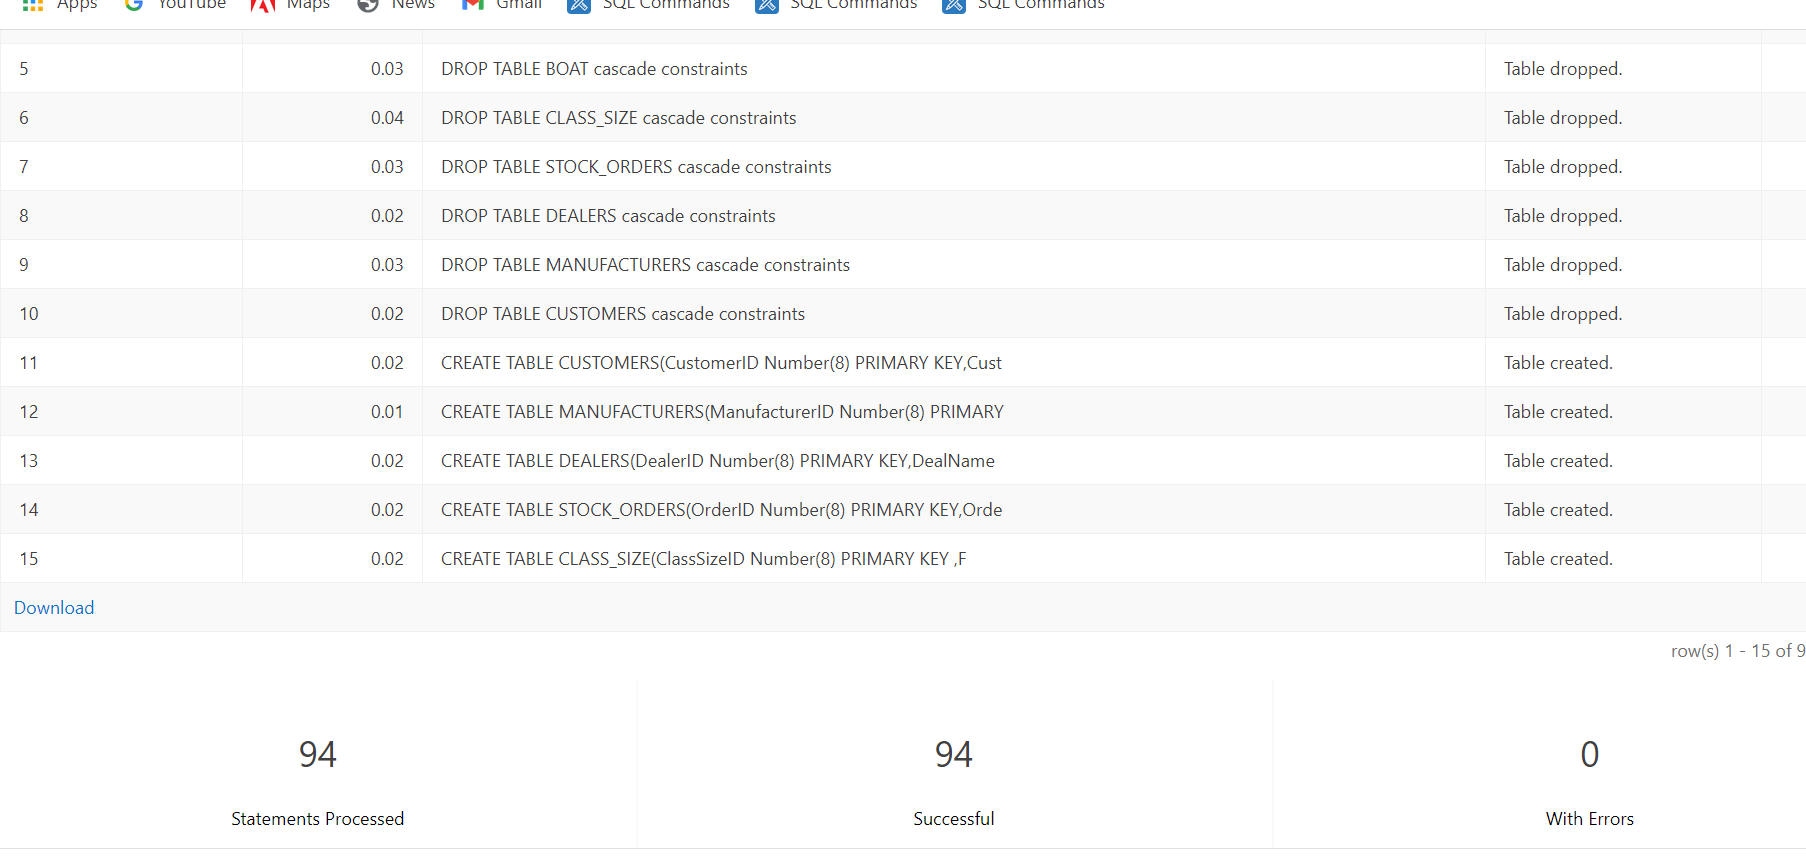 Apps YouTube Maps News Gmail SQL Commands SQL Commands SQL Commands
5 0.03 DROP TABLE BOAT cascade constraints Table dropped.
6 0.04 DROP TABLE CLASS_SIZE cascade constraints Table dropped.
7 0.03 DROP TABLE STOCK_ORDERS cascade constraints Table dropped.
8 0.02 DROP TABLE DEALERS cascade constraints Table dropped.
9 0.03 DROP TABLE MANUFACTURERS cascade constraints Table dropped.
10 0.02 DROP TABLE CUSTOMERS cascade constraints Table dropped.
11 0.02 CREATE TABLE CUSTOMERS(CustomerID Number(8) PRIMARY KEY,Cust Table created.
12 0.01 CREATE TABLE MANUFACTURERS(ManufacturerID Number(8) PRIMARY Table created.
13 0.02 CREATE TABLE DEALERS(DealerID Number(8) PRIMARY KEY,DealName Table created.
14 0.02 CREATE TABLE STOCK_ORDERS(OrderID Number(8) PRIMARY KEY,Orde Table created.
15 0.02 CREATE TABLE CLASS_SIZE(ClassSizeID Number(8) PRIMARY KEY ,F Table created.
Download
row(s) 1 - 15 of 9
94 94 0
Statements Processed Successful With Errors